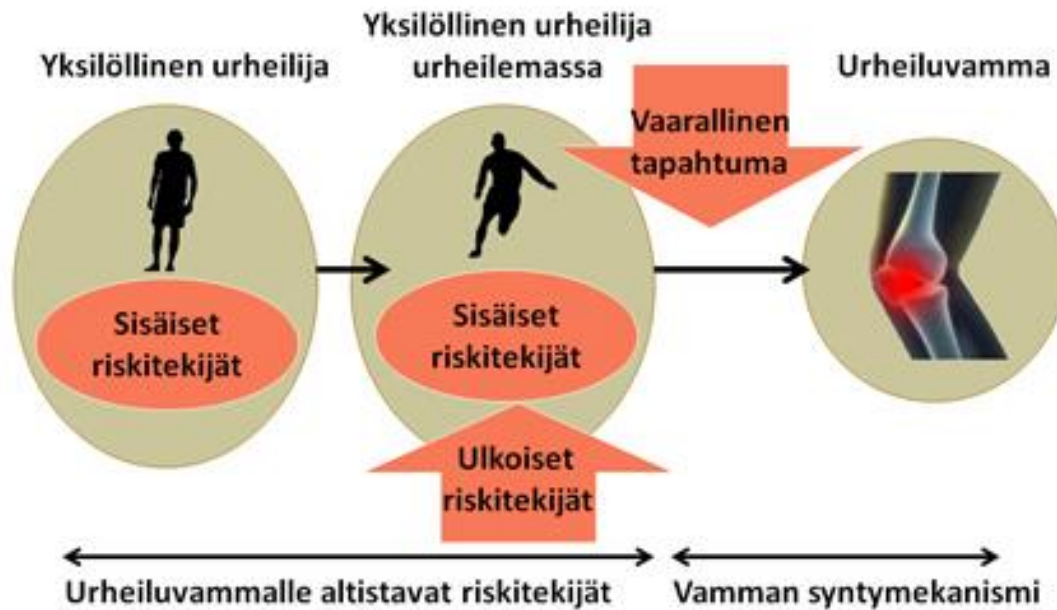 Yksilöllinen urheilija
Yksilöllinen urheilija
urheilemassa
Urheiluvamma
Vaarallinen
tapahtuma
Sisäiset
riskitekijät
Sisäiset
riskitekijät
Ulkoiset
riskitekijät
Urheiluvammalle altistavat riskitekijät
Vamman syntymekanismi